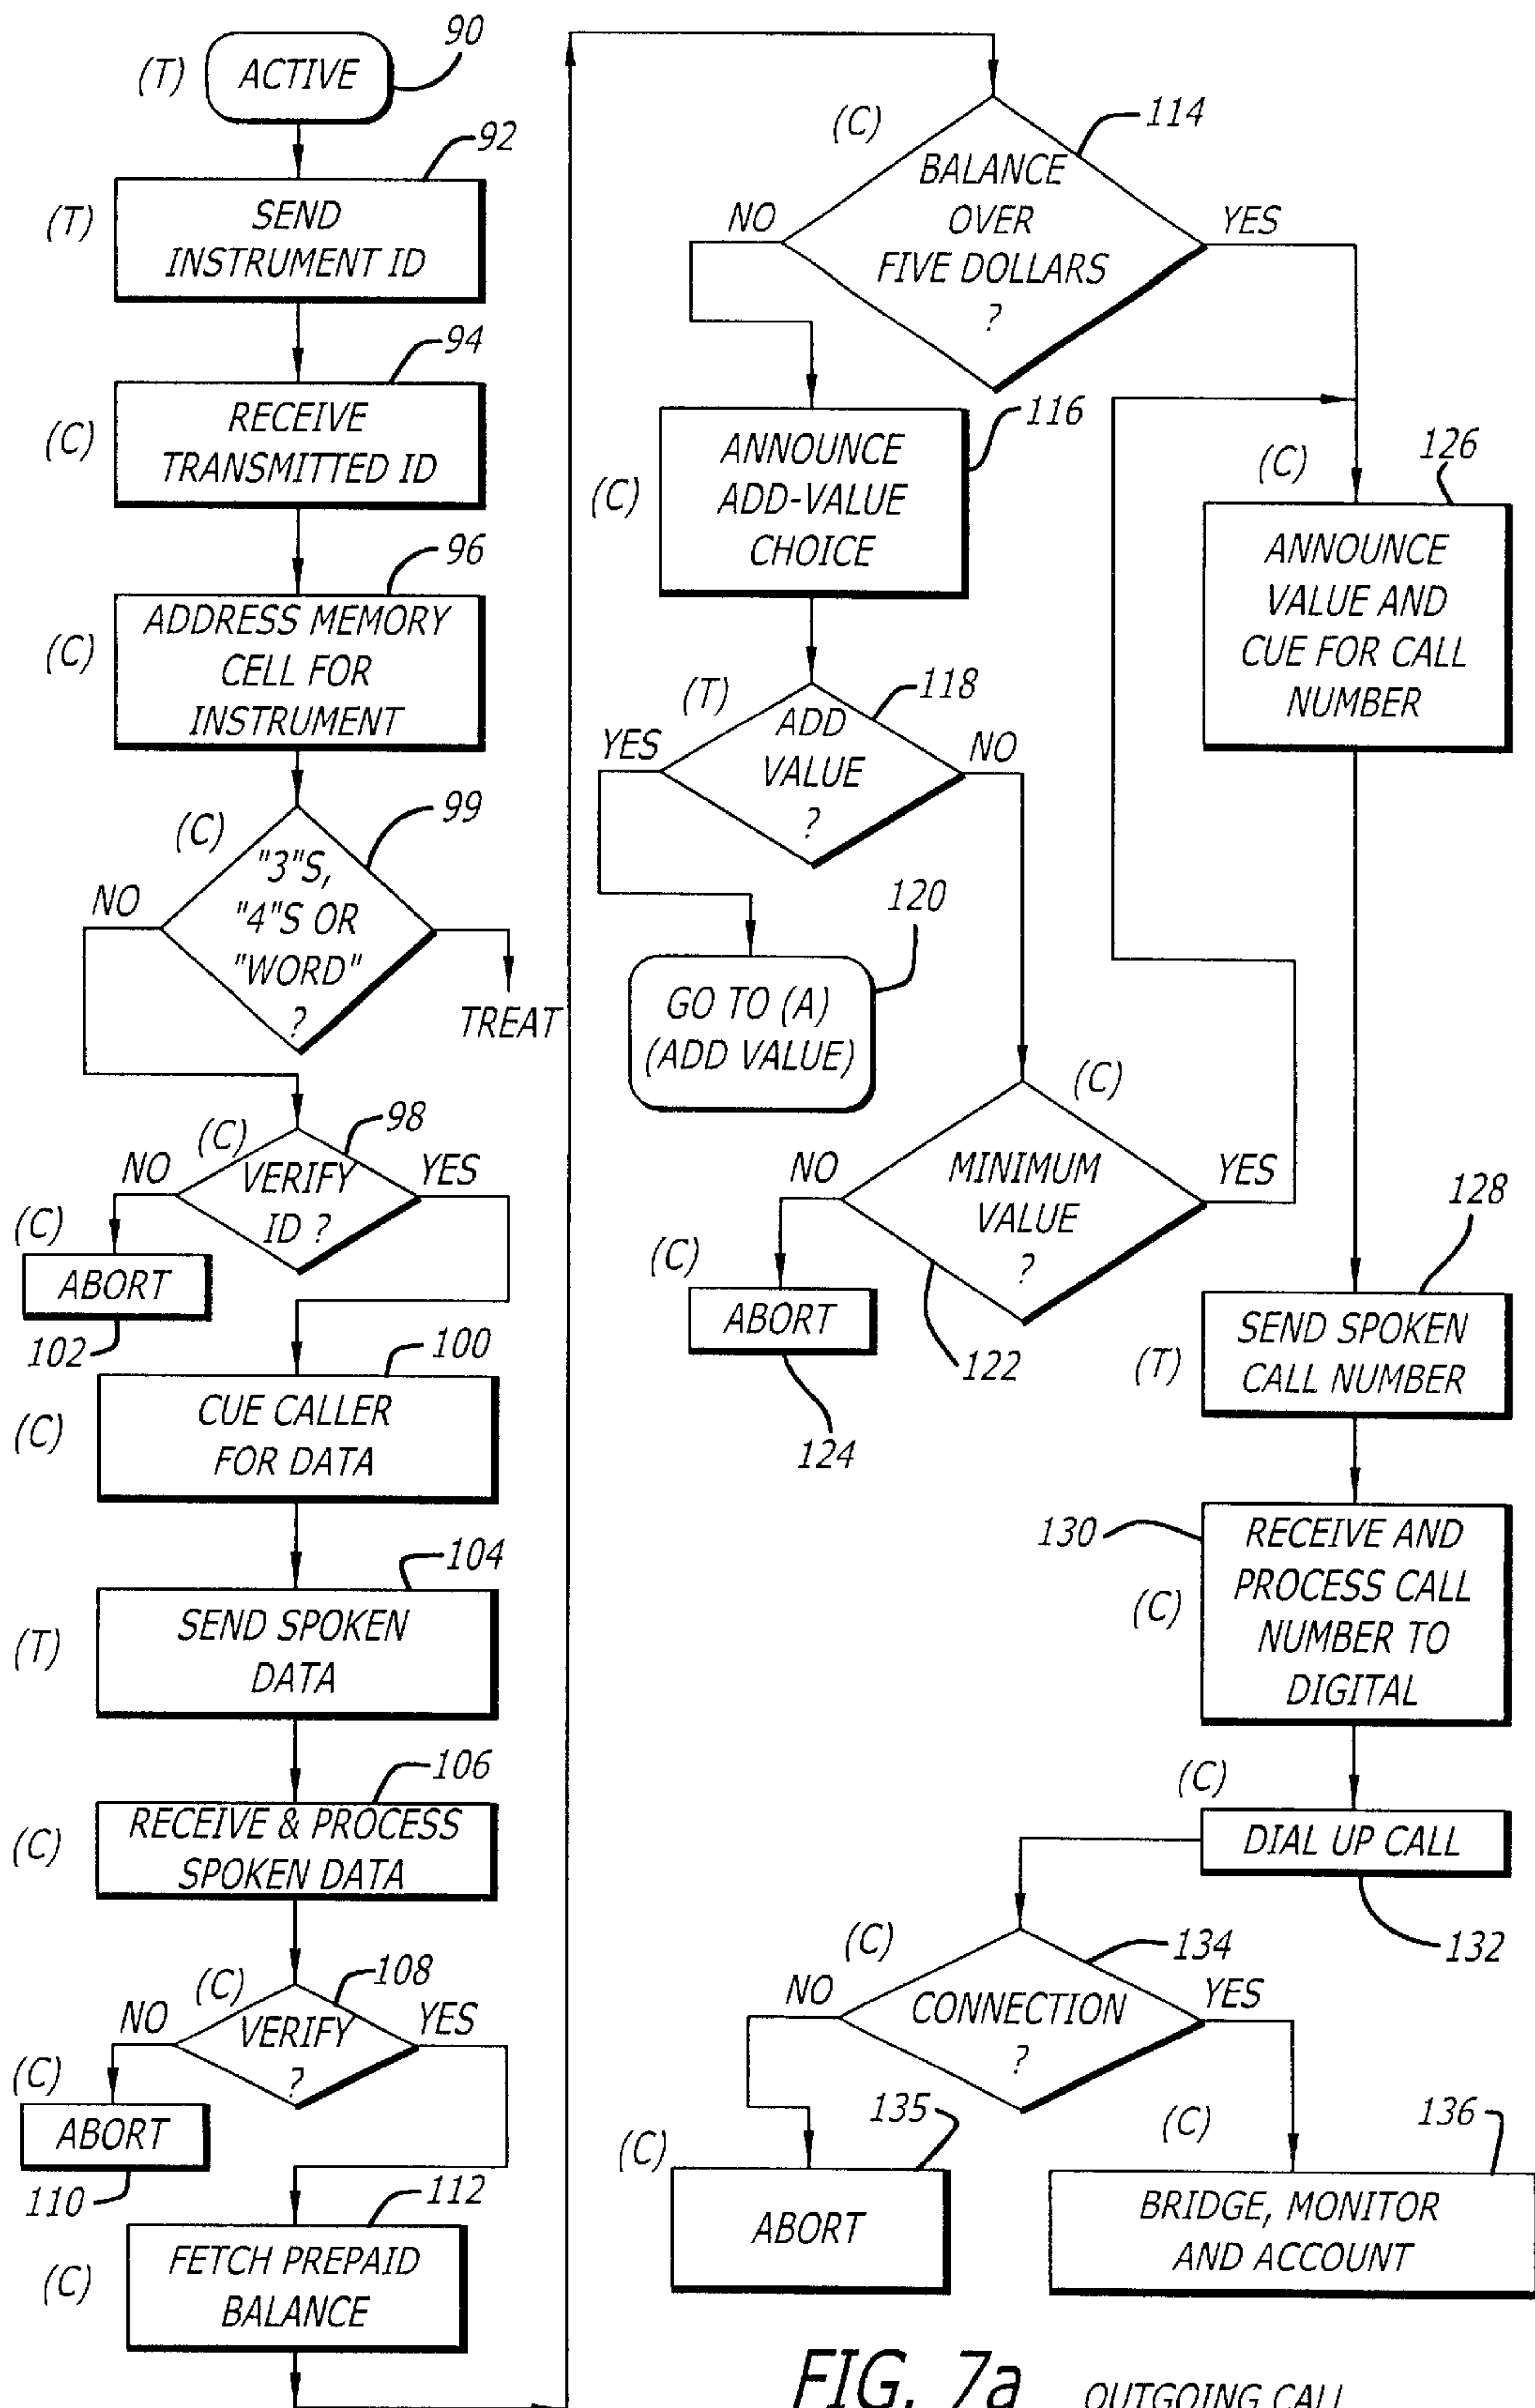 (T)
ACTIVE
90
92
(T)
SEND
INSTRUMENT ID
94
(C)
RECEIVE
TRANSMITTED ID
96
(C)
ADDRESS MEMORY
CELL FOR
INSTRUMENT
99
(C)
"3"S,
"4"S OR
"WORD"
?
NO
TREAT
98
(C)
NO
VERIFY
ID ?
YES
(C)
ABORT
102
100
(C)
CUE CALLER
FOR DATA
104
(T)
SEND SPOKEN
DATA
106
(C)
RECEIVE & PROCESS
SPOKEN DATA
108
(C)
NO
VERIFY
?
YES
(C)
ABORT
110
112
(C)
FETCH PREPAID
BALANCE
(C)
114
BALANCE
OVER
FIVE DOLLARS
?
NO
YES
116
(C)
ANNOUNCE
ADD-VALUE
CHOICE
(T)
118
ADD
VALUE
?
YES
NO
120
GO TO (A)
(ADD VALUE)
(C)
NO
MINIMUM
VALUE
?
YES
122
(C)
ABORT
124
(C)
126
ANNOUNCE
VALUE AND
CUE FOR CALL
NUMBER
128
(T)
SEND SPOKEN
CALL NUMBER
130
(C)
RECEIVE AND
PROCESS CALL
NUMBER TO
DIGITAL
(C)
DIAL UP CALL
132
(C)
134
NO
CONNECTION
?
YES
135
(C)
ABORT
(C)
136
BRIDGE, MONITOR
AND ACCOUNT
FIG. 7a
OUTGOING CALL